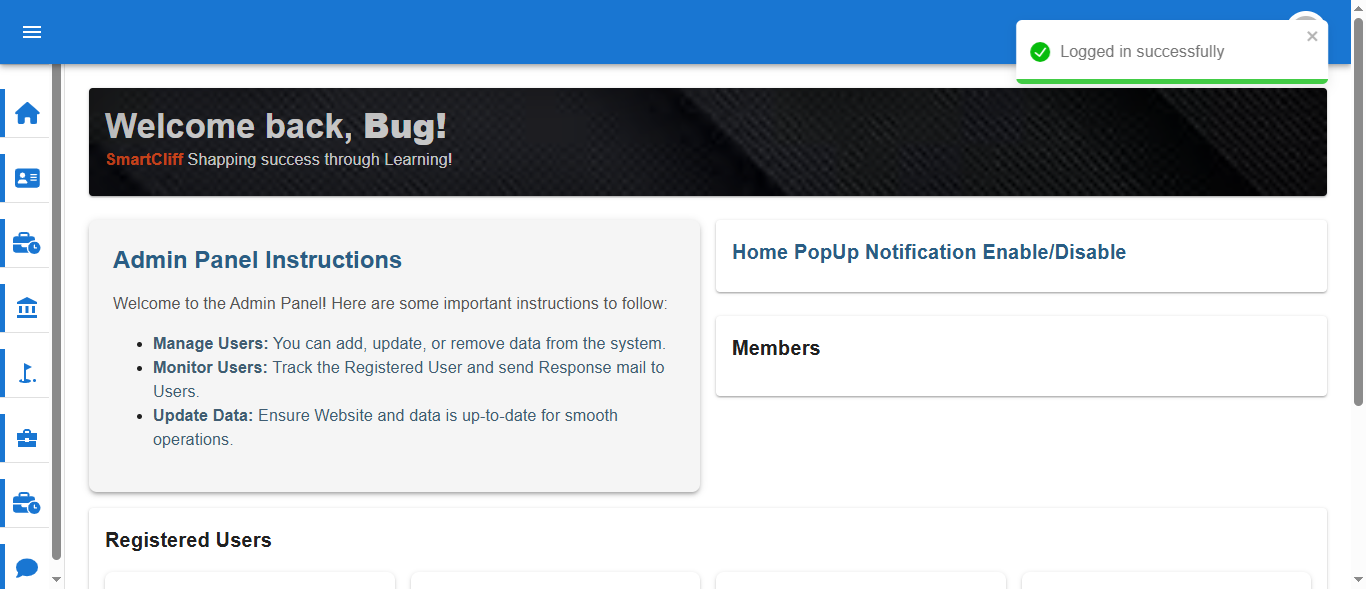 Logged in successfully
Welcome back, Bug!
SmartCliff Shapping success through Learning!
Admin Panel Instructions
Welcome to the Admin Panel! Here are some important instructions to follow:
Manage Users: You can add, update, or remove data from the system.
Monitor Users: Track the Registered User and send Response mail to
Users.
Update Data: Ensure Website and data is up-to-date for smooth
operations.
Home PopUp Notification Enable/Disable
Members
Registered Users